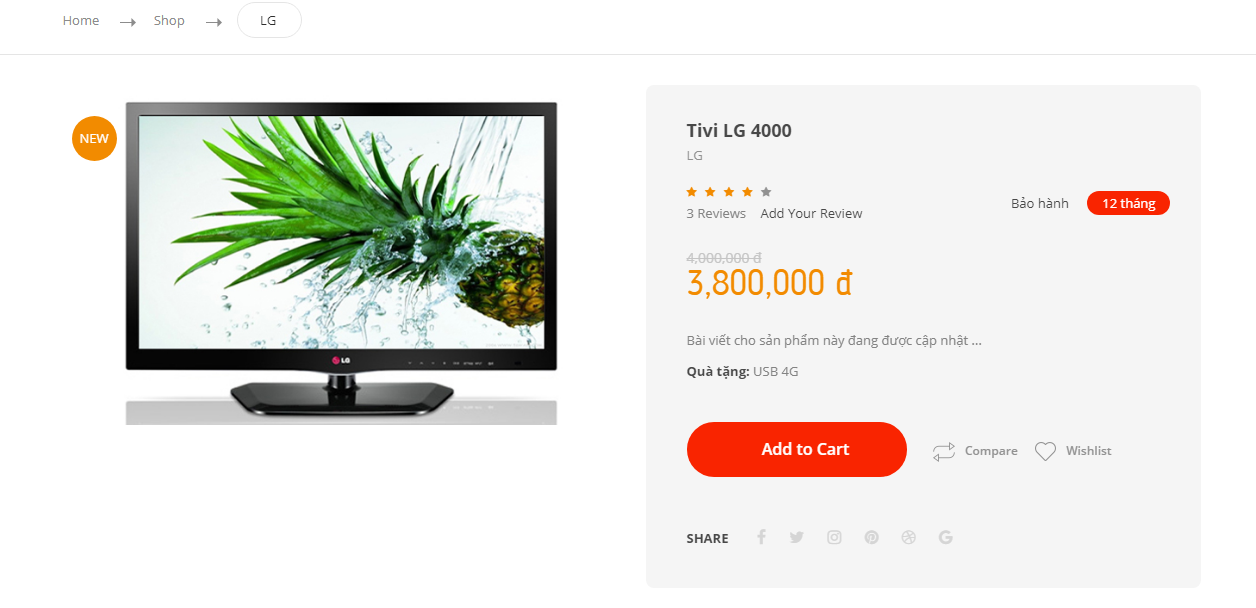 Home Shop LG
NEW
LG
Tivi LG 4000
LG
3 Reviews Add Your Review
Bảo hành 12 tháng
4,000,000 đ
3,800,000 đ
Bài viết cho sản phẩm này đang được cập nhật ...
Quà tặng: USB 4G
Add to Cart Compare Wishlist
SHARE